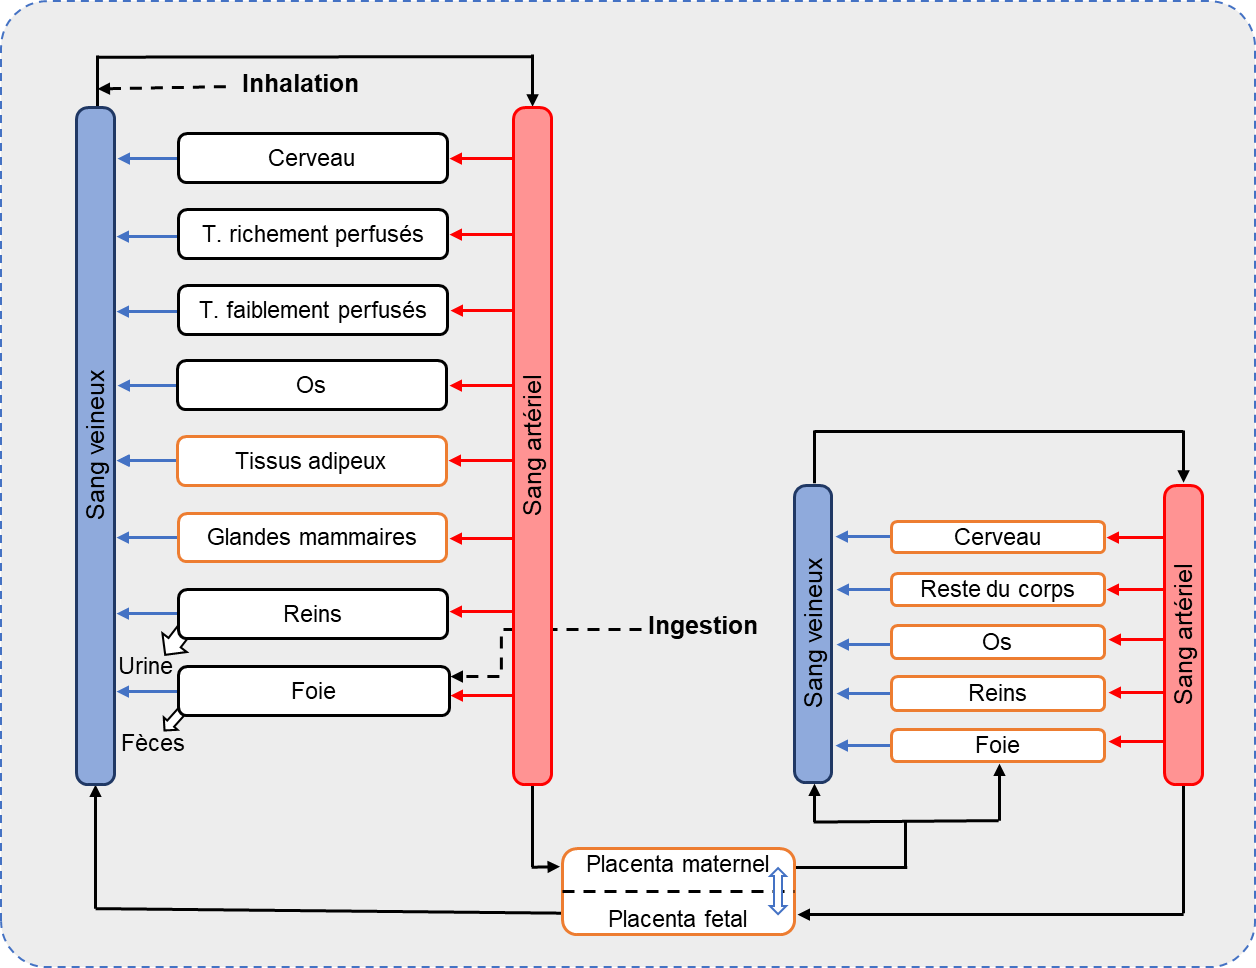 Inhalation
Cerveau
T. richement perfusés
T. faiblement perfusés
Os
Tissus adipeux
Glandes mammaires
Reins
Foie
Urine
Fèces
Sang veineux
Sang artériel
Ingestion
Cerveau
Reste du corps
Os
Reins
Foie
Sang veineux
Sang artériel
Placenta maternel
Placenta fetal